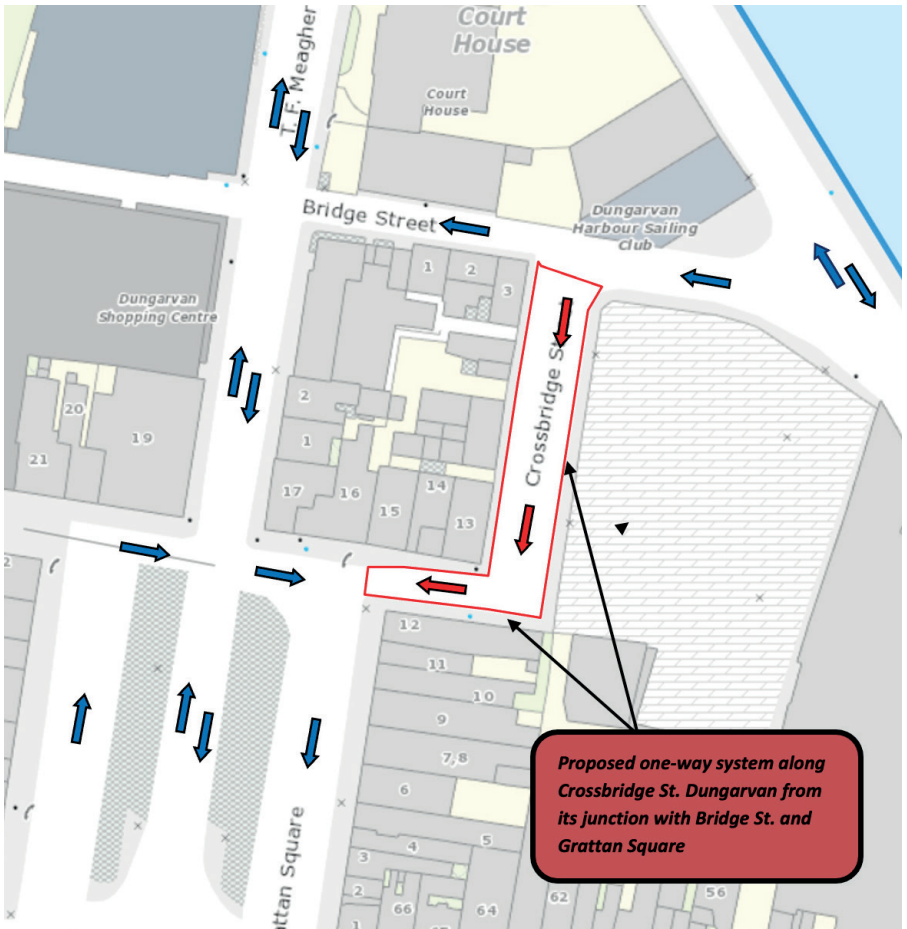 Court
House
Court
House
T. F. Meagher
Bridge Street
Dungarvan
Harbour Sailing
Club
1
2
3
Dungarvan
Shopping Centre
Crossbridge St
2
1
20
19
21
17
16
15
14
13
2
12
11
10
9
7,8
6
5
4
3
2
1
66
64
62
56
ttan Square
Proposed one-way system along
Crossbridge St. Dungarvan from
its junction with Bridge St. and
Grattan Square